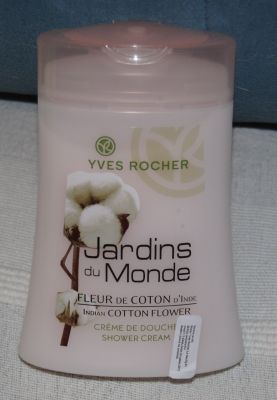 YVES ROCHER
Jardins
du Monde
FLEUR DE COTON D'INDE
INDIAN COTTON FLOWER
CRÈME DE DOUCHE
SHOWER CREAM